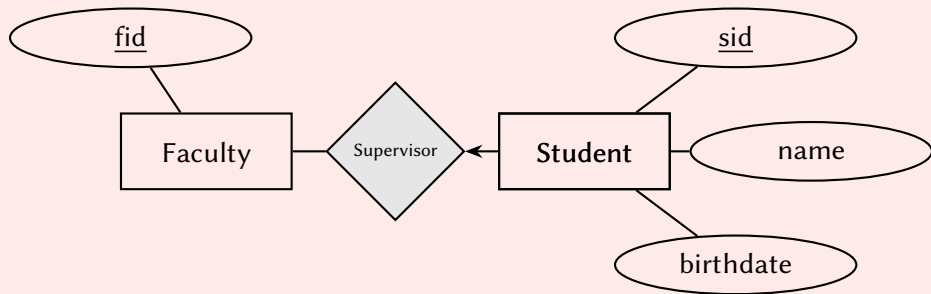 fid
sid
Faculty
Supervisor
Student
name
birthdate